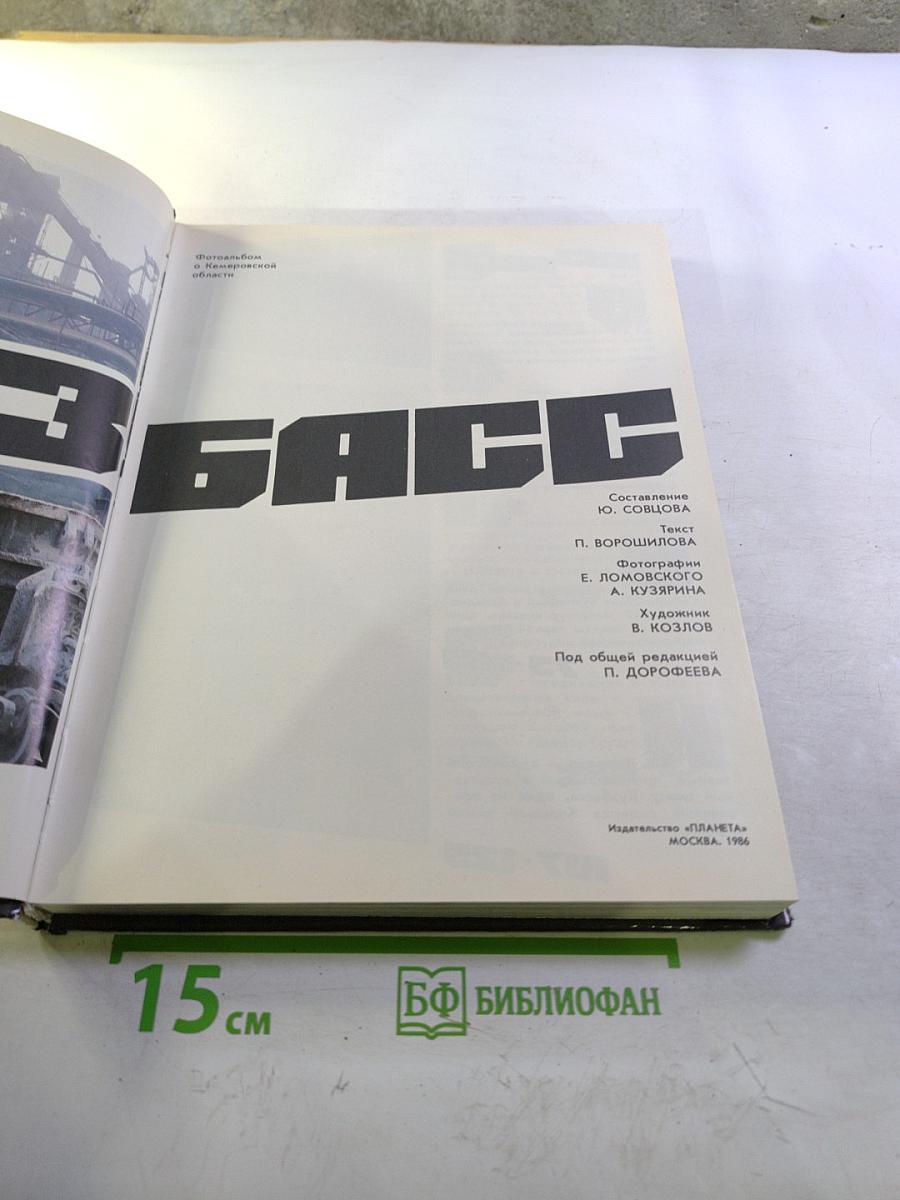 Фотоальбом
о Кемеровской
области
З
БАСС
Составление
Ю. СОВЦОВА
Текст
П. ВОРОШИЛОВА
Фотографии
Е. ЛОМОВСКОГО
А. КУЗЯРИНА
Художник
В. КОЗЛОВ
Под общей редакцией
П. ДОРОФЕЕВА
Издательство «ПЛАНЕТА»
МОСКВА. 1986
15 см
БФ БИБЛИОФАН